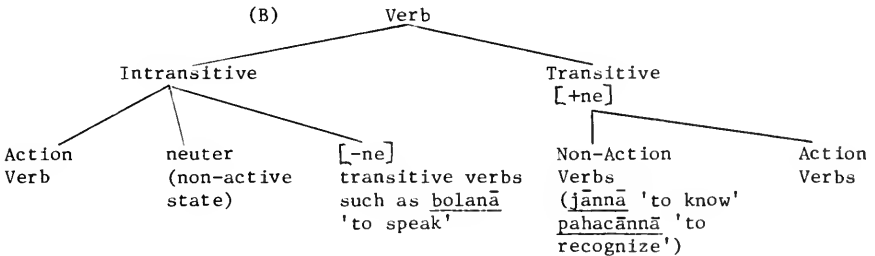 (B) Verb
Intransitive Transitive
[+ne]
Action neuter [-ne] Non-Action Action
Verb (non-active transitive verbs Verbs Verbs
state) such as bolanā (jānnā 'to know'
'to speak' pahacānnā 'to
recognize')